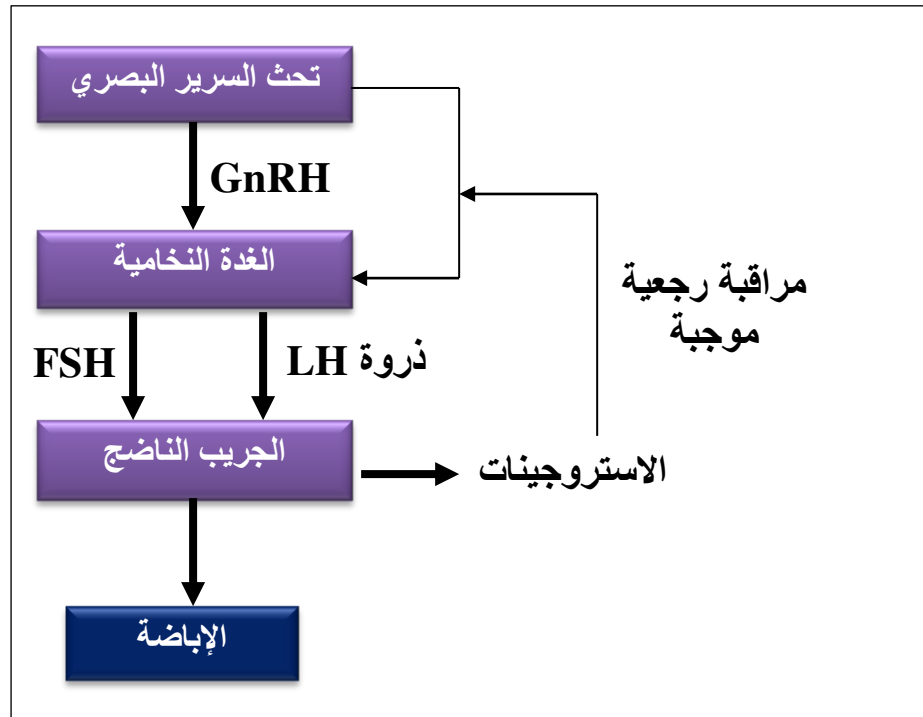 تحث السرير البصري
GnRH
الغدة النخامية
مراقبة رجعية
موجبة
FSH
ذروة LH
الجريب الناضج
الاستروجينات
الإباضة